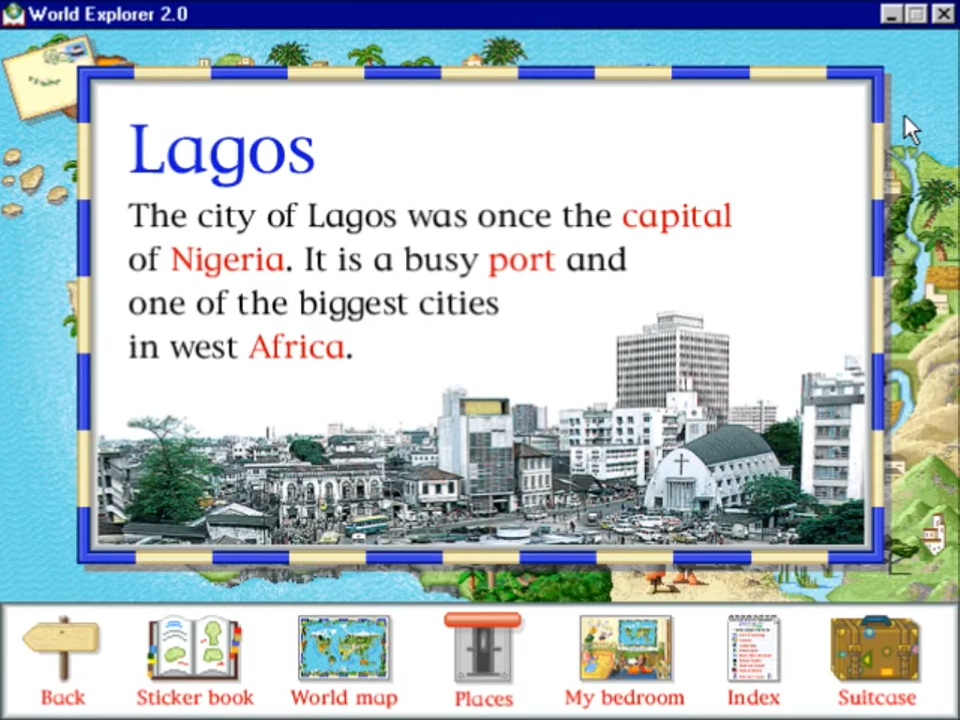 World Explorer 2.0
Lagos
The city of Lagos was once the capital
of Nigeria. It is a busy port and
one of the biggest cities
in west Africa.
Back
Sticker book
World map
Places
My bedroom
Index
Suitcase